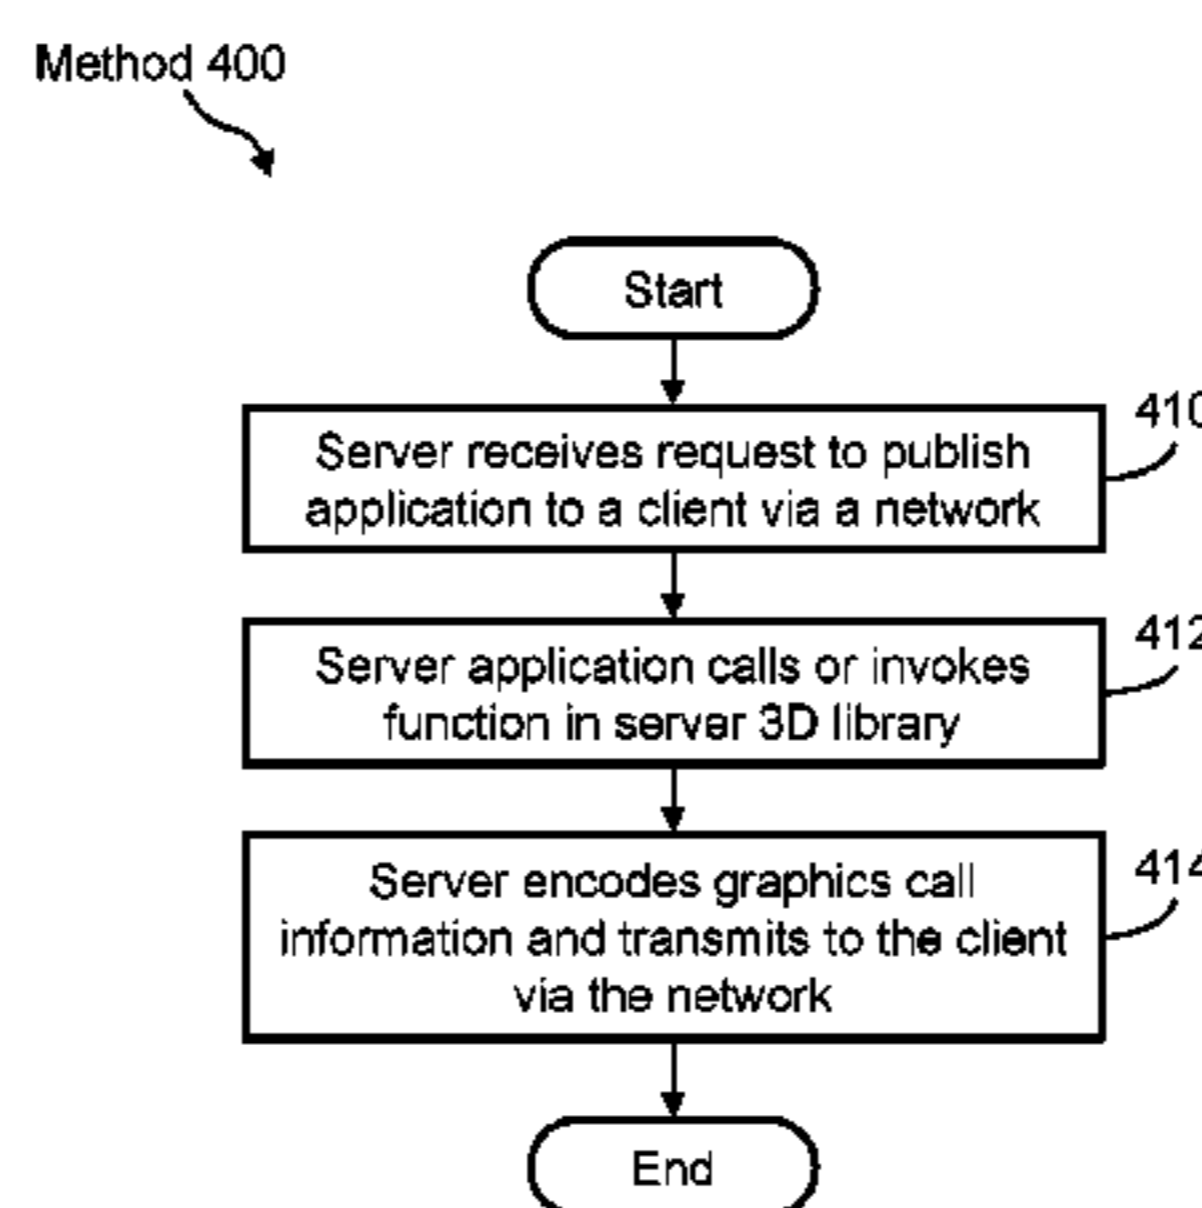 Method 400
Start
Server receives request to publish
application to a client via a network
410
Server application calls or invokes
function in server 3D library
412
Server encodes graphics call
information and transmits to the client
via the network
414
End